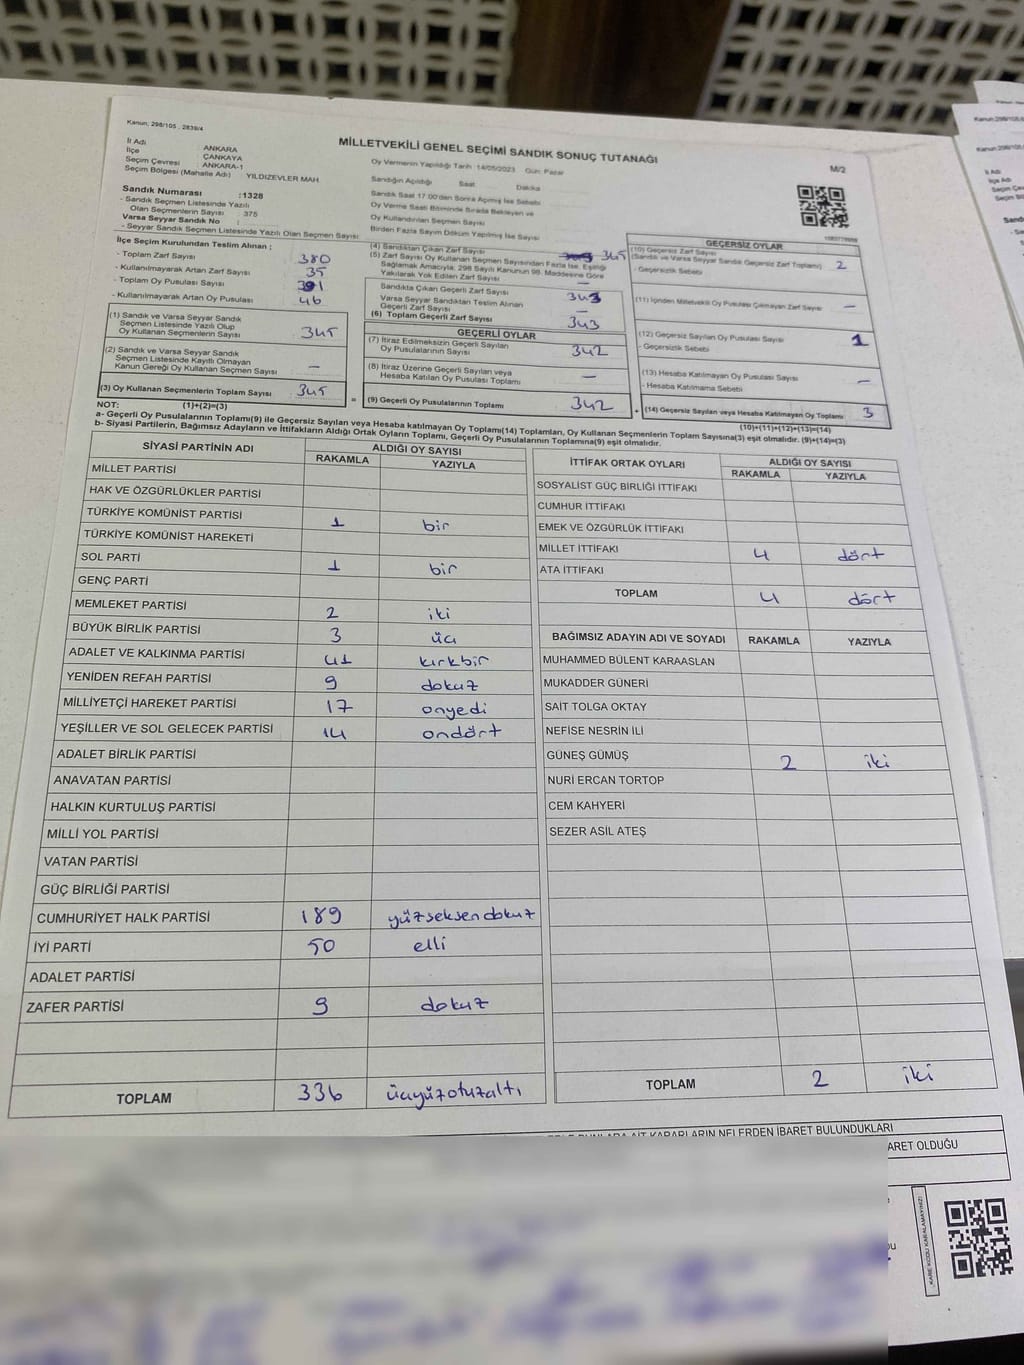 Kanun: 298/105 , 2839/4
MİLLETVEKİLİ GENEL SEÇİMİ SANDIK SONUÇ TUTANAĞI
M/2
İl Adı : ANKARA
İlçe : ÇANKAYA
Seçim Çevresi : ANKARA-1
Seçim Bölgesi (Mahalle Adı) YILDIZEVLER MAH.
Sandık Numarası :1328
- Sandık Seçmen Listesinde Yazılı
Olan Seçmenlerin Sayısı : 375
Varsa Seyyar Sandık No :
- Seyyar Sandık Seçmen Listesinde Yazılı Olan Seçmen Sayısı:
Oy Vermenin Yapıldığı Tarih :14/05/2023 Gün: Pazar
Sandığın Açıldığı Saat Dakika
Sandık Saat 17:00'den Sonra Açılmış İse Sebebi
Oy Verme Saati Bitiminde Sırada Bekleyen ve
Oy Kullandırılan Seçmen Sayısı
Birden Fazla Sayım Döküm Yapılmış İse Sayısı
İlçe Seçim Kurulundan Teslim Alınan ;
- Toplam Zarf Sayısı 380
- Kullanılmayarak Artan Zarf Sayısı 35
- Toplam Oy Pusulası Sayısı 391
- Kullanılmayarak Artan Oy Pusulası 46
(1) Sandık ve Varsa Seyyar Sandık
Seçmen Listesinde Yazılı Olup
Oy Kullanan Seçmenlerin Sayısı 345
(2) Sandık ve Varsa Seyyar Sandık
Seçmen Listesinde Kayıtlı Olmayan
Kanun Gereği Oy Kullanan Seçmen Sayısı –
(3) Oy Kullanan Seçmenlerin Toplam Sayısı 345
(4) Sandıktan Çıkan Zarf Sayısı 345
(5) Zarf Sayısı Oy Kullanan Seçmen Sayısından Fazla İse, Eşitliği
Sağlamak Amacıyla; 298 Sayılı Kanunun 98. Maddesine Göre
Yakılarak Yok Edilen Zarf Sayısı –
Sandıkta Çıkan Geçerli Zarf Sayısı 343
Varsa Seyyar Sandıktan Teslim Alınan
Geçerli Zarf Sayısı –
(6) Toplam Geçerli Zarf Sayısı 343
GEÇERLİ OYLAR
(7) İtiraz Edilmeksizin Geçerli Sayılan
Oy Pusulalarının Sayısı 342
(8) İtiraz Üzerine Geçerli Sayılan veya
Hesaba Katılan Oy Pusulası Toplamı –
= (9) Geçerli Oy Pusulalarının Toplamı 342
GEÇERSİZ OYLAR
(10) Geçersiz Zarf Sayısı
(Sandık ve Varsa Seyyar Sandık Geçersiz Zarf Toplamı) 2
- Geçersizlik Sebebi
(11) İçinden Milletvekili Oy Pusulası Çıkmayan Zarf Sayısı –
(12) Geçersiz Sayılan Oy Pusulası Sayısı 1
- Geçersizlik Sebebi
(13) Hesaba Katılmayan Oy Pusulası Sayısı –
- Hesaba Katılmama Sebebi
+ (14) Geçersiz Sayılan veya Hesaba Katılmayan Oy Toplamı 3
NOT: (1)+(2)=(3) (10)+(11)+(12)+(13)=(14)
a- Geçerli Oy Pusulalarının Toplamı(9) ile Geçersiz Sayılan veya Hesaba katılmayan Oy Toplamı(14) Toplamları, Oy Kullanan Seçmenlerin Toplam Sayısına(3) eşit olmalıdır. (9)+(14)=(3)
b- Siyasi Partilerin, Bağımsız Adayların ve İttifakların Aldığı Ortak Oyların Toplamı, Geçerli Oy Pusulalarının Toplamına(9) eşit olmalıdır.
SİYASİ PARTİNİN ADI ALDIĞI OY SAYISI
RAKAMLA YAZIYLA
MİLLET PARTİSİ
HAK VE ÖZGÜRLÜKLER PARTİSİ
TÜRKİYE KOMÜNİST PARTİSİ 1 bir
TÜRKİYE KOMÜNİST HAREKETİ
SOL PARTİ 1 bir
GENÇ PARTİ
MEMLEKET PARTİSİ 2 iki
BÜYÜK BİRLİK PARTİSİ 3 üç
ADALET VE KALKINMA PARTİSİ 41 kırkbir
YENİDEN REFAH PARTİSİ 9 dokuz
MİLLİYETÇİ HAREKET PARTİSİ 17 onyedi
YEŞİLLER VE SOL GELECEK PARTİSİ 14 ondört
ADALET BİRLİK PARTİSİ
ANAVATAN PARTİSİ
HALKIN KURTULUŞ PARTİSİ
MİLLİ YOL PARTİSİ
VATAN PARTİSİ
GÜÇ BİRLİĞİ PARTİSİ
CUMHURİYET HALK PARTİSİ 189 yüzseksendokuz
İYİ PARTİ 50 elli
ADALET PARTİSİ
ZAFER PARTİSİ 9 dokuz
TOPLAM 336 üçyüzotuzaltı
İTTİFAK ORTAK OYLARI ALDIĞI OY SAYISI
RAKAMLA YAZIYLA
SOSYALİST GÜÇ BİRLİĞİ İTTİFAKI
CUMHUR İTTİFAKI
EMEK VE ÖZGÜRLÜK İTTİFAKI
MİLLET İTTİFAKI 4 dört
ATA İTTİFAKI
TOPLAM 4 dört
BAĞIMSIZ ADAYIN ADI VE SOYADI RAKAMLA YAZIYLA
MUHAMMED BÜLENT KARAASLAN
MUKADDER GÜNERİ
SAİT TOLGA OKTAY
NEFİSE NESRİN İLİ
GÜNEŞ GÜMÜŞ 2 iki
NURİ ERCAN TORTOP
CEM KAHYERİ
SEZER ASİL ATEŞ
TOPLAM 2 iki
KARARLARIN NELERDEN İBARET BULUNDUKLARI
ARET OLDUĞU